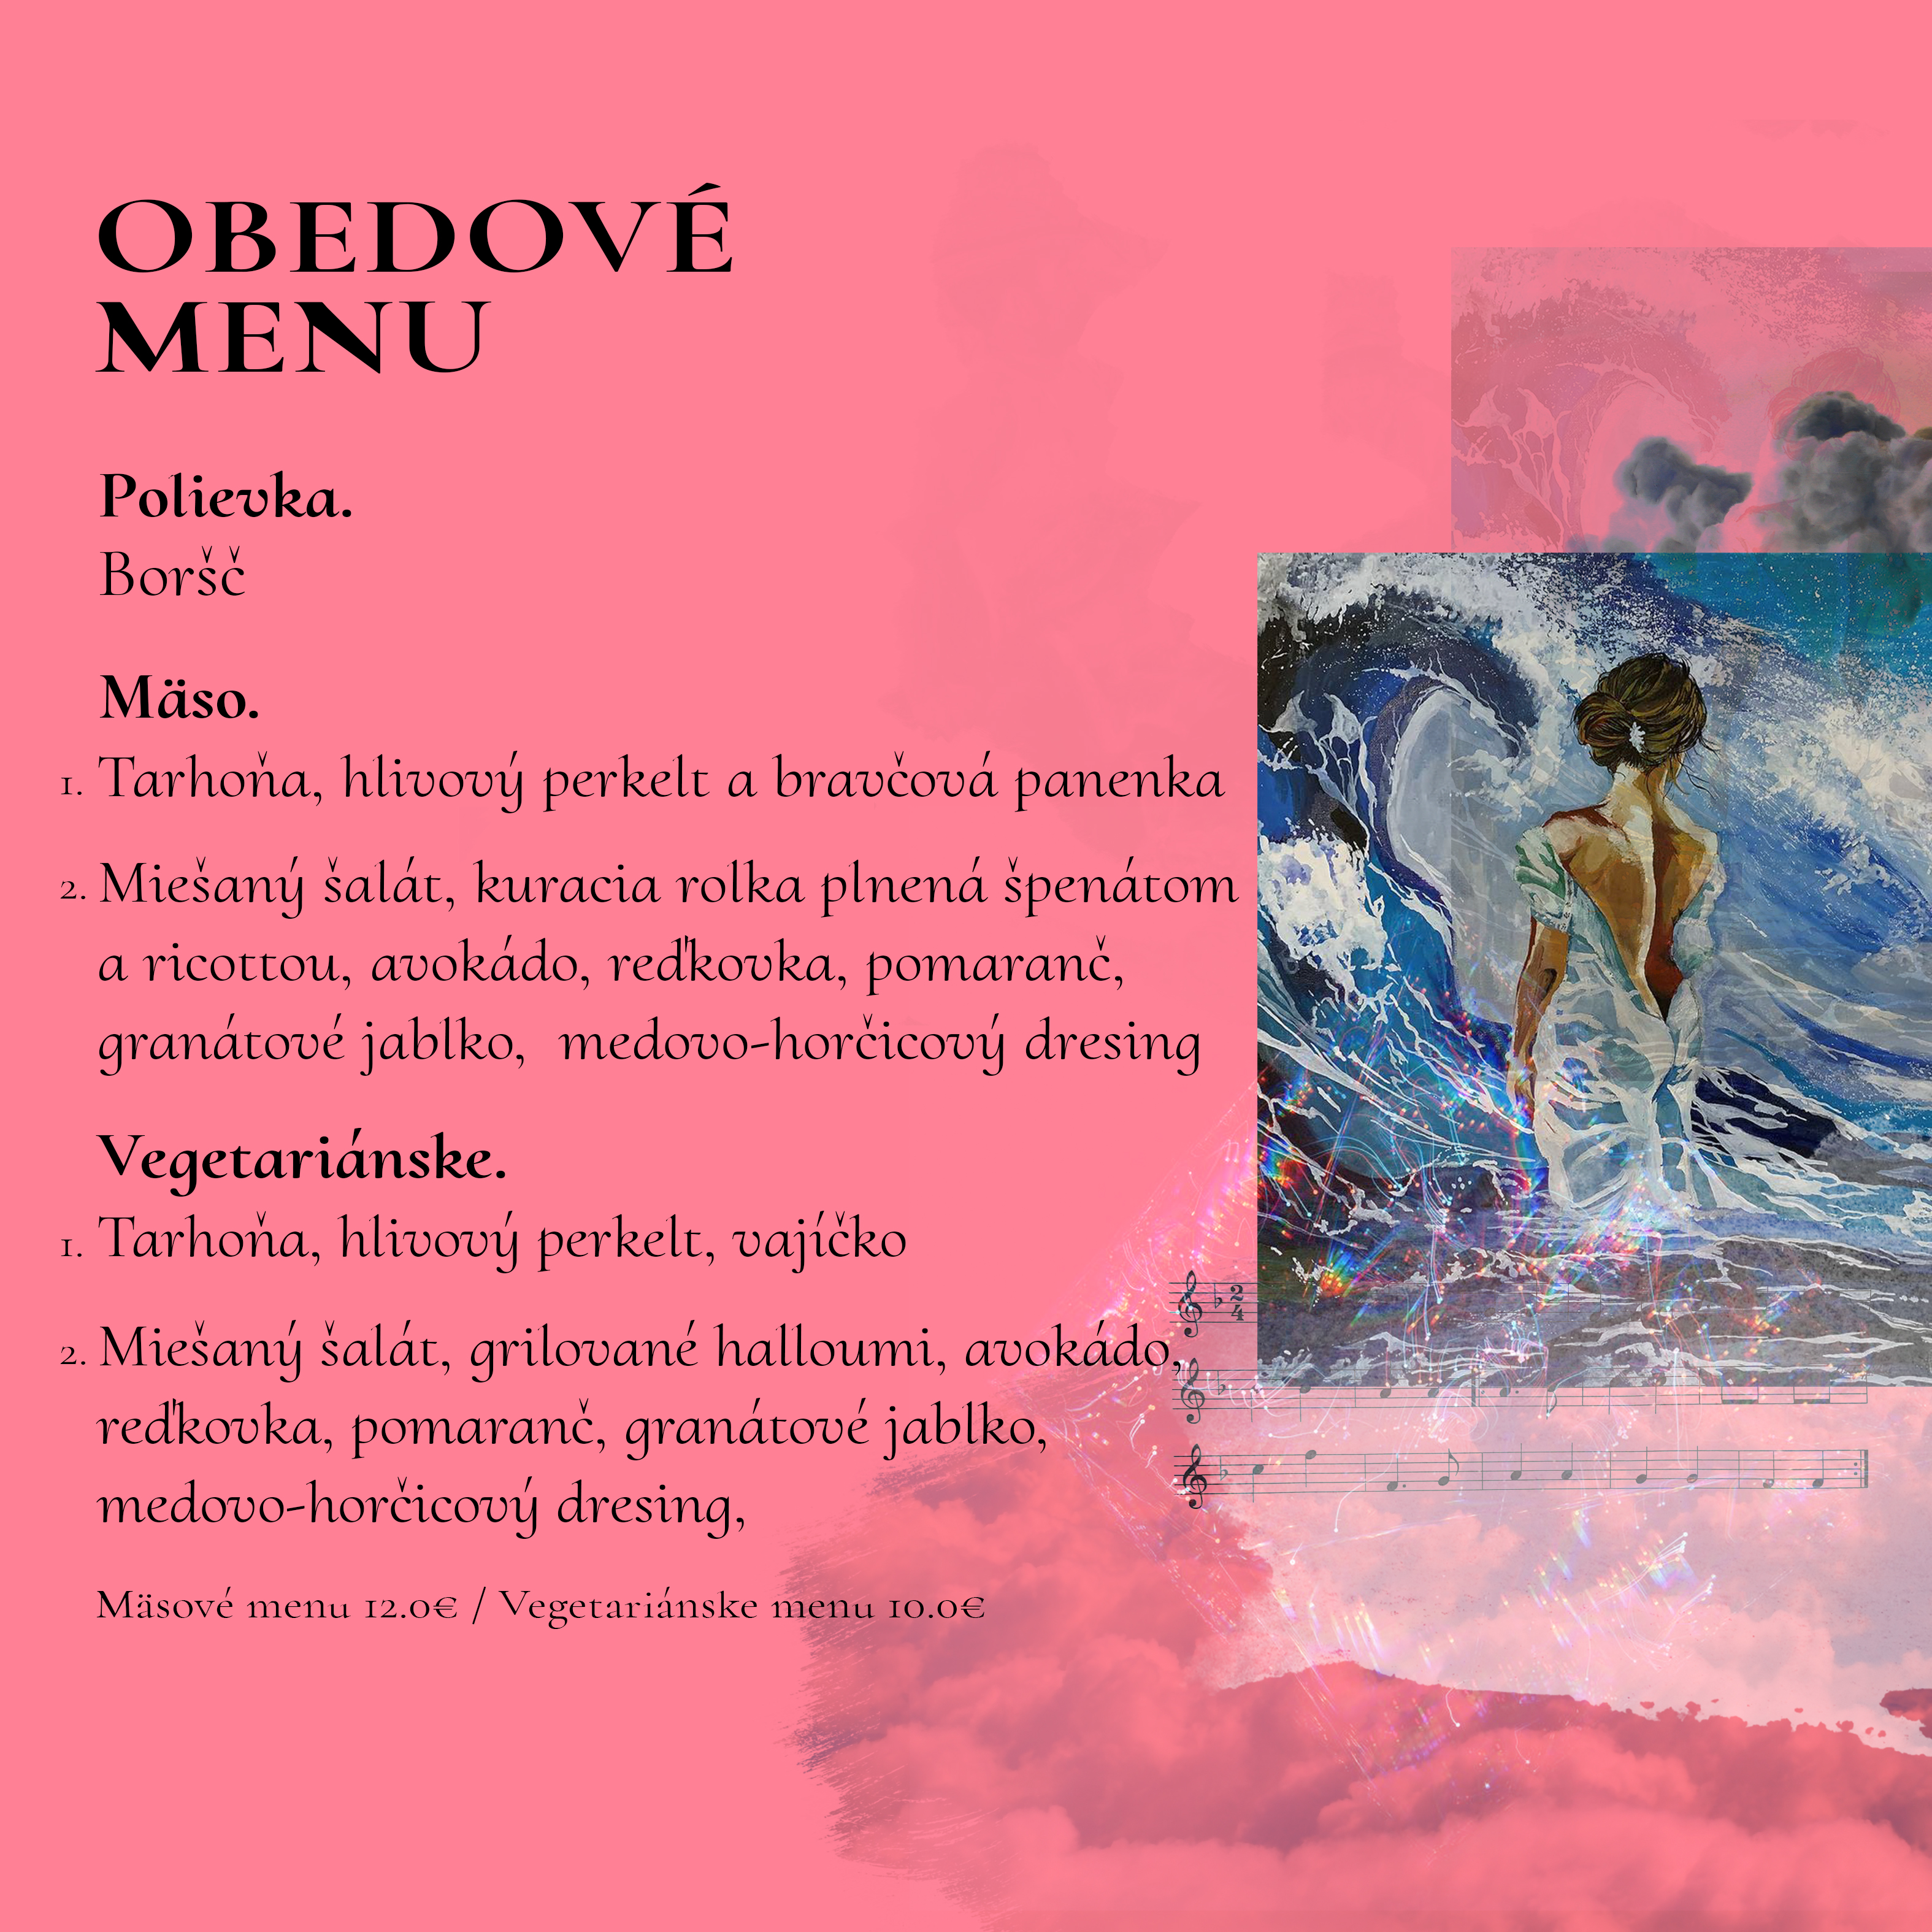 OBEDOVÉ
MENU
Polievka.
Boršč
Mäso.
1. Tarhoňa, hlivový perkelt a bravčová panenka
2. Miešaný šalát, kuracia rolka plnená špenátom
a ricottou, avokádo, reďkovka, pomaranč,
granátové jablko,  medovo-horčicový dresing
Vegetariánske.
1. Tarhoňa, hlivový perkelt, vajíčko
2. Miešaný šalát, grilované halloumi, avokádo,
reďkovka, pomaranč, granátové jablko,
medovo-horčicový dresing,
Mäsové menu 12.0€ / Vegetariánske menu 10.0€